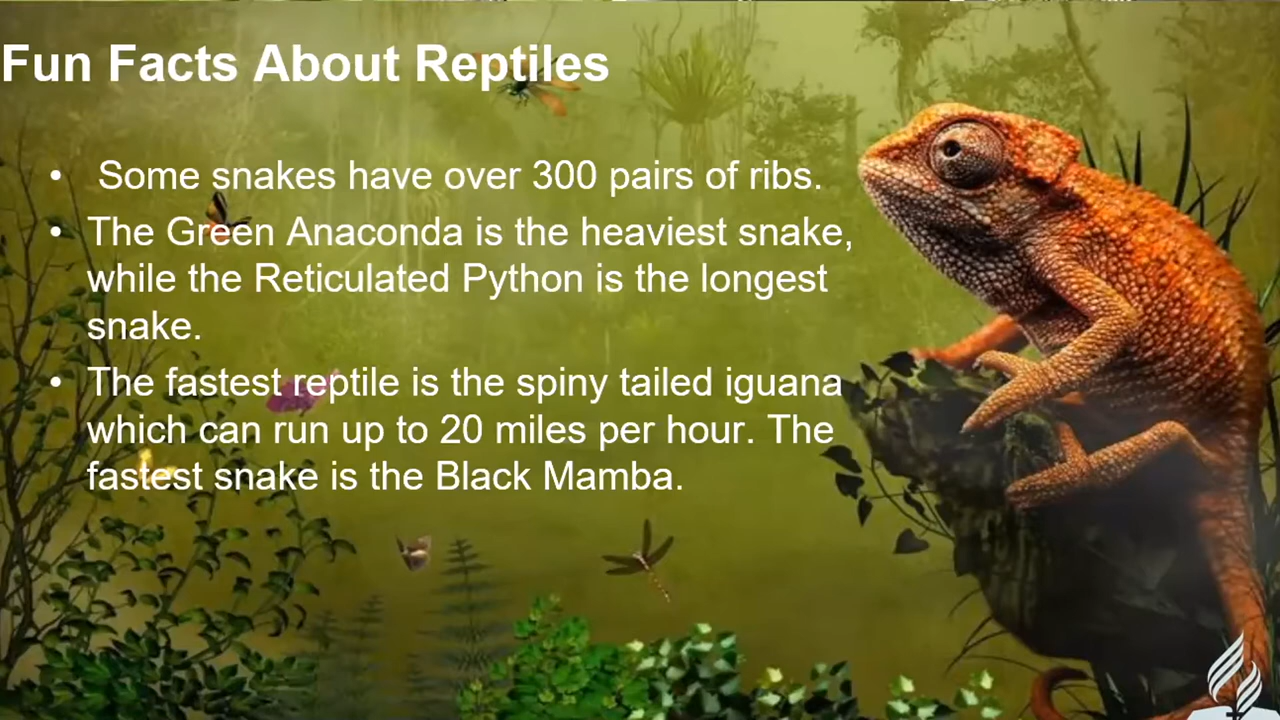 Fun Facts About Reptiles
• Some snakes have over 300 pairs of ribs.
• The Green Anaconda is the heaviest snake,
while the Reticulated Python is the longest
snake.
• The fastest reptile is the spiny tailed iguana
which can run up to 20 miles per hour. The
fastest snake is the Black Mamba.